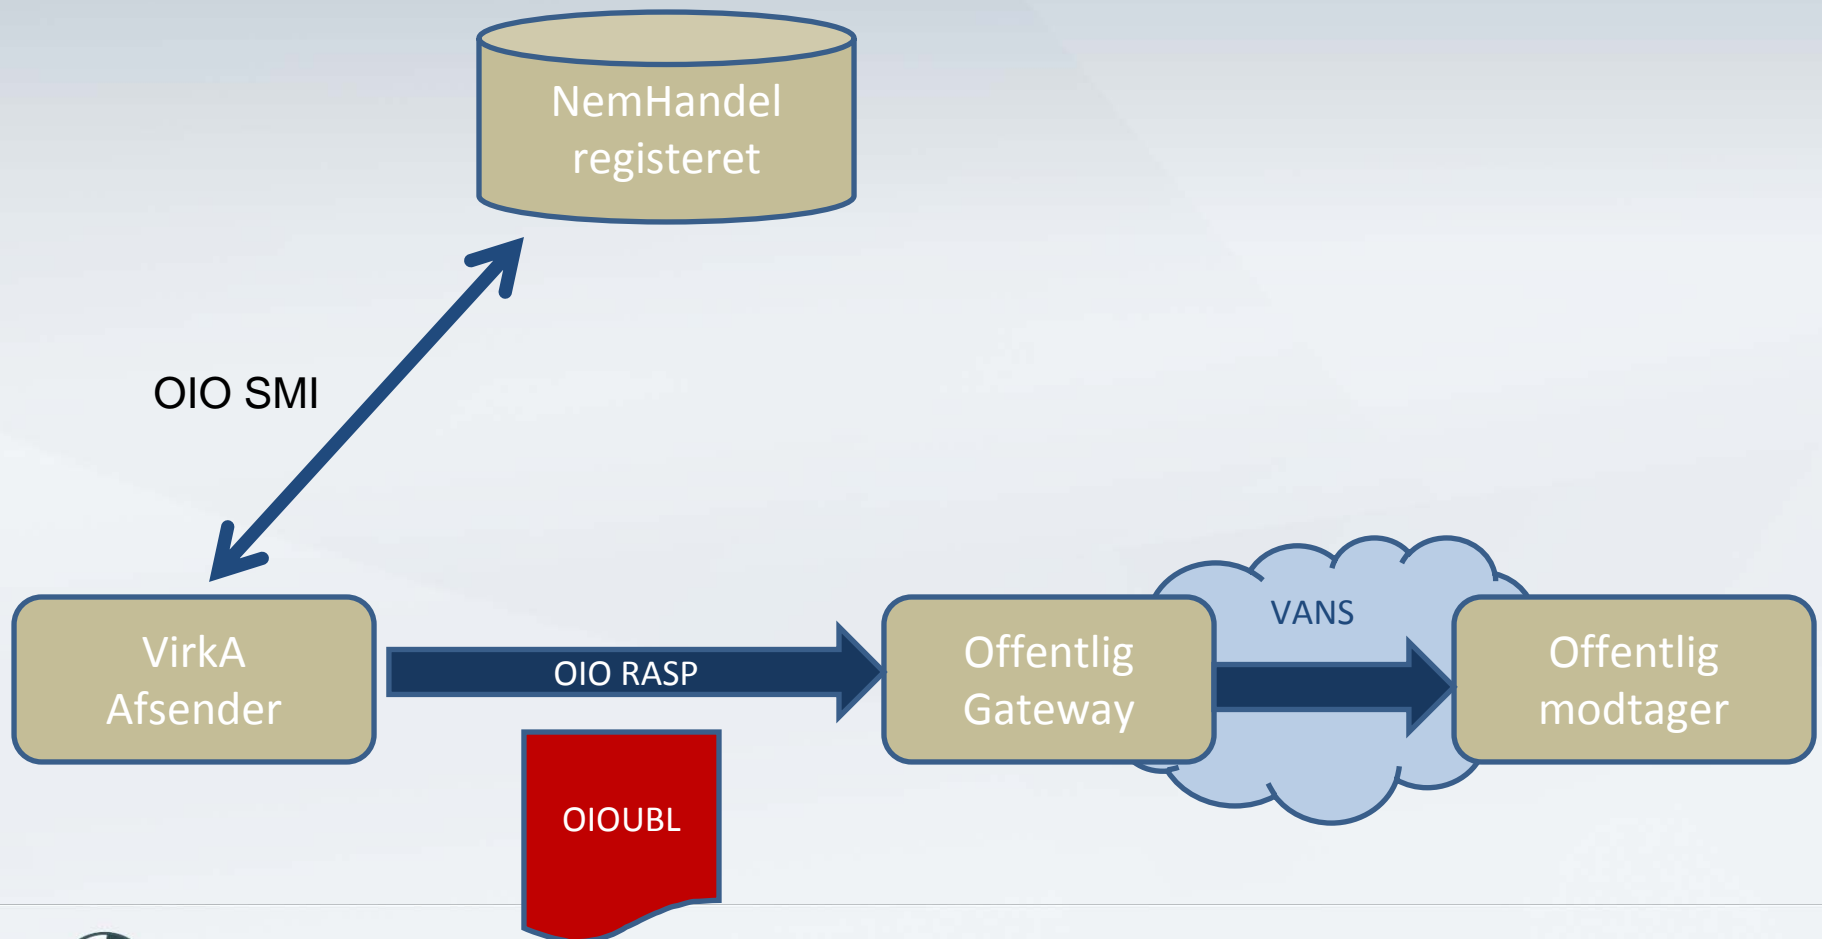 NemHandel
registeret
OIO SMI
VirkA
Afsender
OIO RASP
Offentlig
Gateway
VANS
Offentlig
modtager
OIOUBL